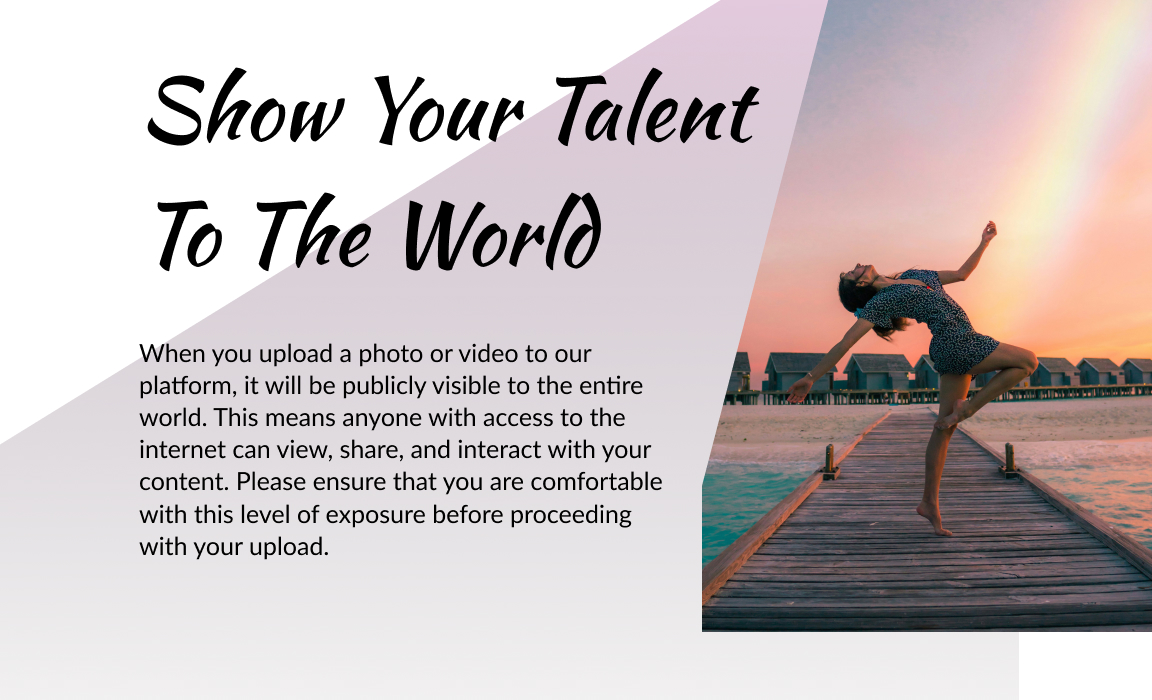 Show Your Talent
To The World
When you upload a photo or video to our
platform, it will be publicly visible to the entire
world. This means anyone with access to the
internet can view, share, and interact with your
content. Please ensure that you are comfortable
with this level of exposure before proceeding
with your upload.